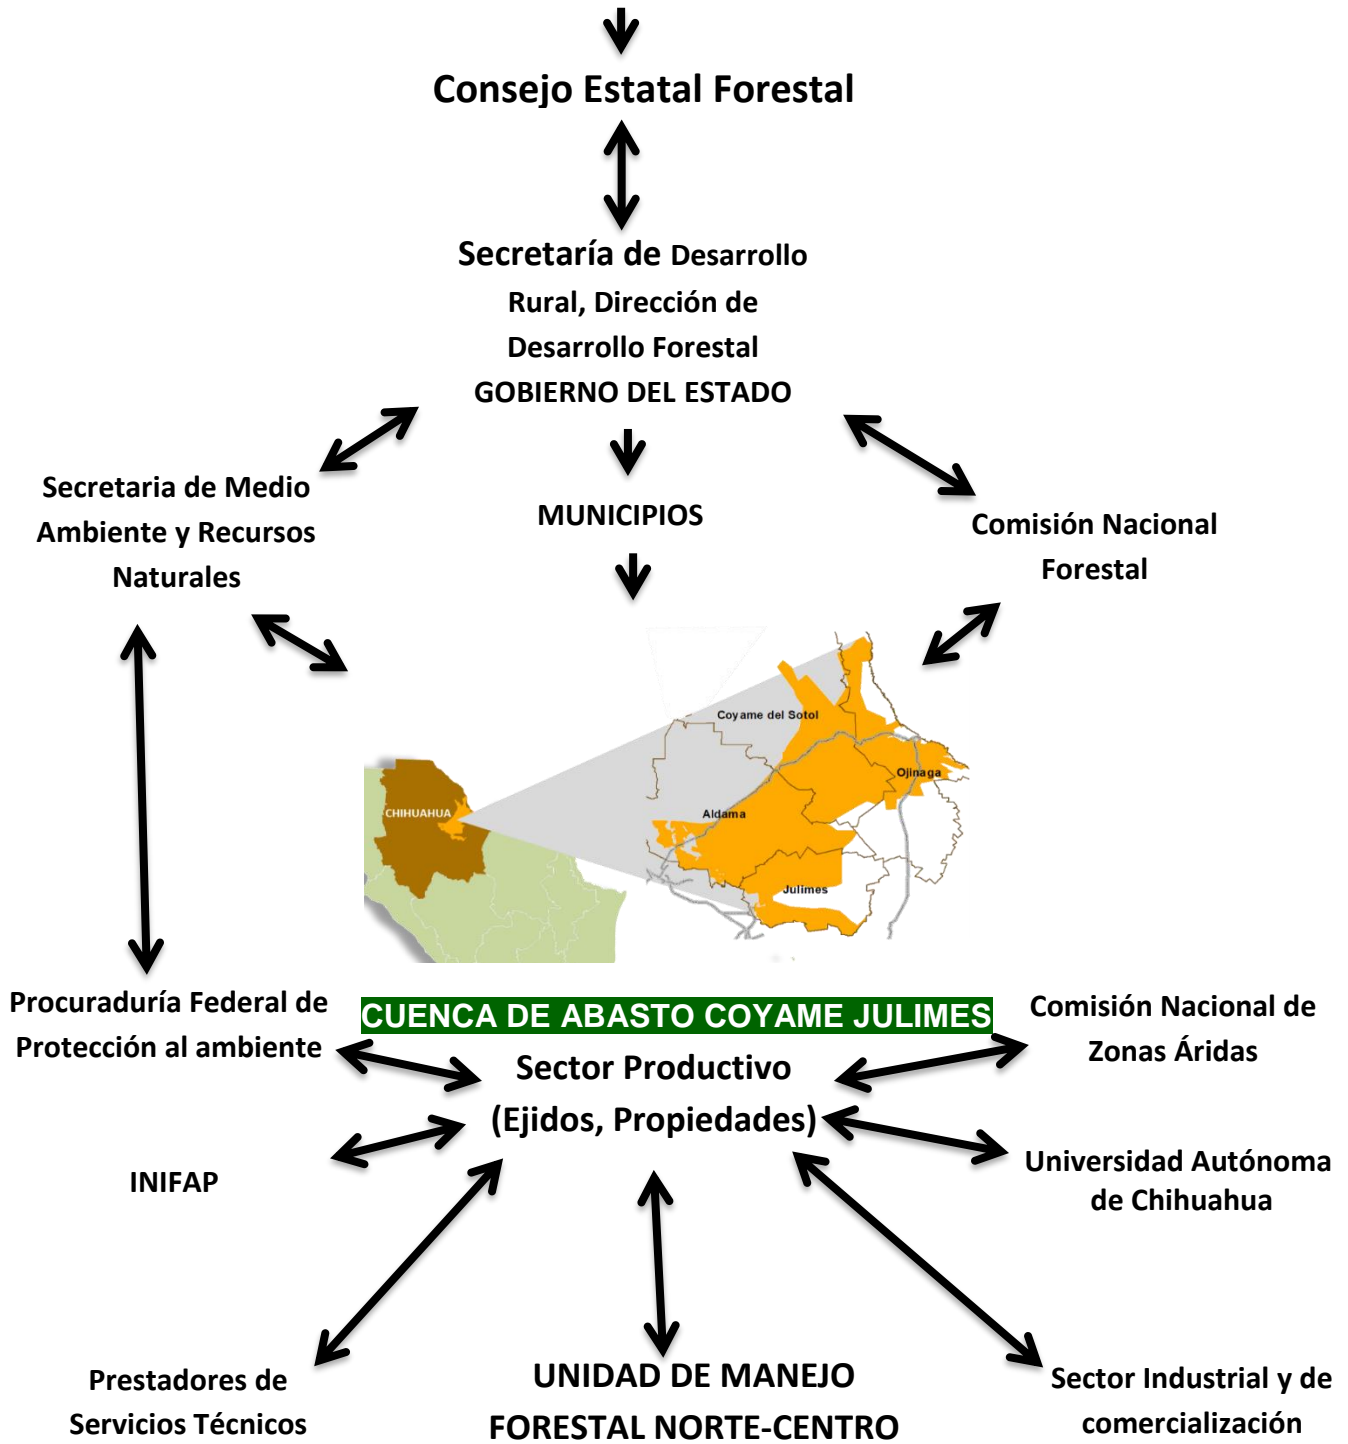 Consejo Estatal Forestal
Secretaría de Desarrollo
Rural, Dirección de
Desarrollo Forestal
GOBIERNO DEL ESTADO
Secretaria de Medio
Ambiente y Recursos
Naturales
MUNICIPIOS
Comisión Nacional
Forestal
Coyame del Sotol
Ojinaga
CHIHUAHUA
Aldama
Julimes
Procuraduría Federal de
Protección al ambiente
CUENCA DE ABASTO COYAME JULIMES
Comisión Nacional de
Zonas Áridas
Sector Productivo
(Ejidos, Propiedades)
INIFAP
Universidad Autónoma
de Chihuahua
Prestadores de
Servicios Técnicos
UNIDAD DE MANEJO
FORESTAL NORTE-CENTRO
Sector Industrial y de
comercialización